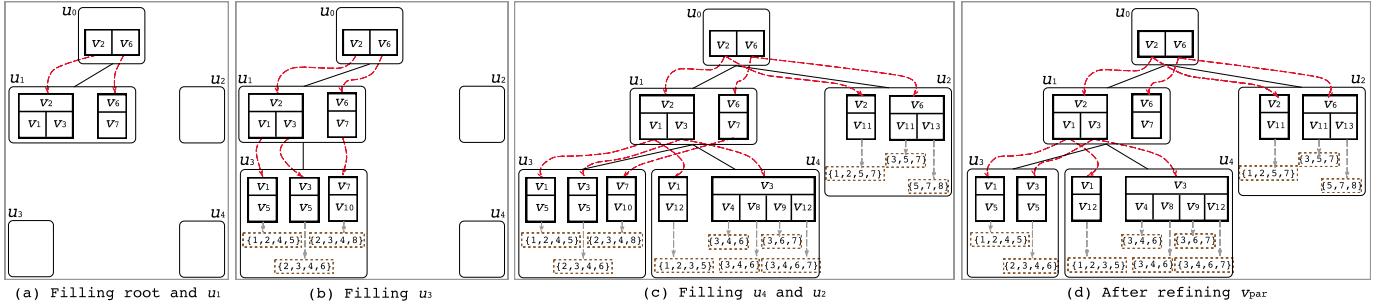 u0
v2 v6
u1
u2
v2
v6
v1 v3
v7
u3
u4
(a) Filling root and u1
u0
v2 v6
u1
u2
v2
v6
v1 v3
v7
u3
u4
v1 v3 v7
v5 v5 v10
{1,2,4,5} {2,3,4,8}
{2,3,4,6}
(b) Filling u3
u0
v2 v6
u1
u2
v2
v6
v2
v6
v1 v3
v7
v11
v11 v13
{3,5,7}
u3
u4
{1,2,5,7}
{5,7,8}
v1 v3 v7
v1
v3
v5 v5 v10
v12
v4 v8 v9 v12
{1,2,4,5} {2,3,4,8}
{3,4,6} {3,6,7}
{2,3,4,6}
{1,2,3,5} {3,4,6} {3,4,6,7}
(c) Filling u4 and u2
u0
v2 v6
u1
u2
v2
v6
v2
v6
v1 v3
v7
v11
v11 v13
{3,5,7}
u3
u4
{1,2,5,7}
{5,7,8}
v1 v3
v1
v3
v5 v5
v12
v4 v8 v9 v12
{1,2,4,5}
{3,4,6} {3,6,7}
{2,3,4,6}
{1,2,3,5} {3,4,6} {3,4,6,7}
(d) After refining vpar